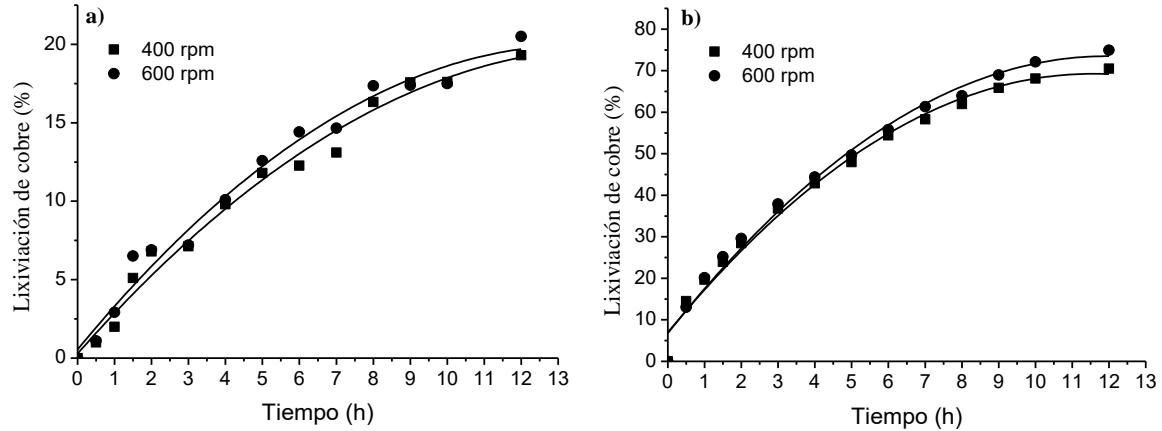 a)
400 rpm
600 rpm
Lixiviación de cobre (%)
20
15
10
5
0
0 1 2 3 4 5 6 7 8 9 10 11 12 13
Tiempo (h)
b)
400 rpm
600 rpm
Lixiviación de cobre (%)
80
70
60
50
40
30
20
10
0
0 1 2 3 4 5 6 7 8 9 10 11 12 13
Tiempo (h)